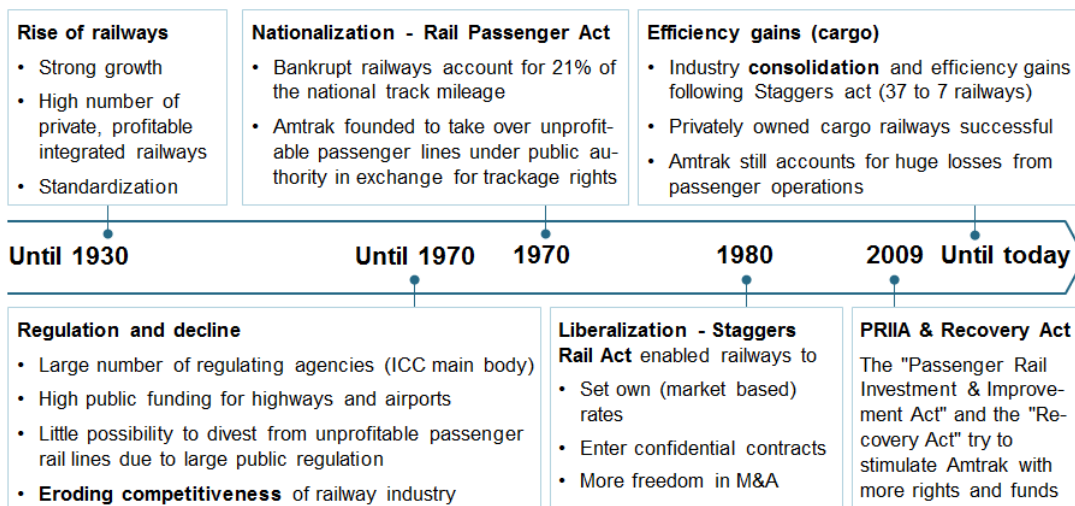 Rise of railways
• Strong growth
• High number of
private, profitable
integrated railways
• Standardization
Nationalization - Rail Passenger Act
• Bankrupt railways account for 21% of
the national track mileage
• Amtrak founded to take over unprofit-
able passenger lines under public au-
thority in exchange for trackage rights
Efficiency gains (cargo)
• Industry consolidation and efficiency gains
following Staggers act (37 to 7 railways)
• Privately owned cargo railways successful
• Amtrak still accounts for huge losses from
passenger operations
Until 1930
Until 1970
1970
1980
2009
Until today
Regulation and decline
• Large number of regulating agencies (ICC main body)
• High public funding for highways and airports
• Little possibility to divest from unprofitable passenger
rail lines due to large public regulation
• Eroding competitiveness of railway industry
Liberalization - Staggers
Rail Act enabled railways to
• Set own (market based)
rates
• Enter confidential contracts
• More freedom in M&A
PRIIA & Recovery Act
The "Passenger Rail
Investment & Improve-
ment Act" and the "Re-
covery Act" try to
stimulate Amtrak with
more rights and funds